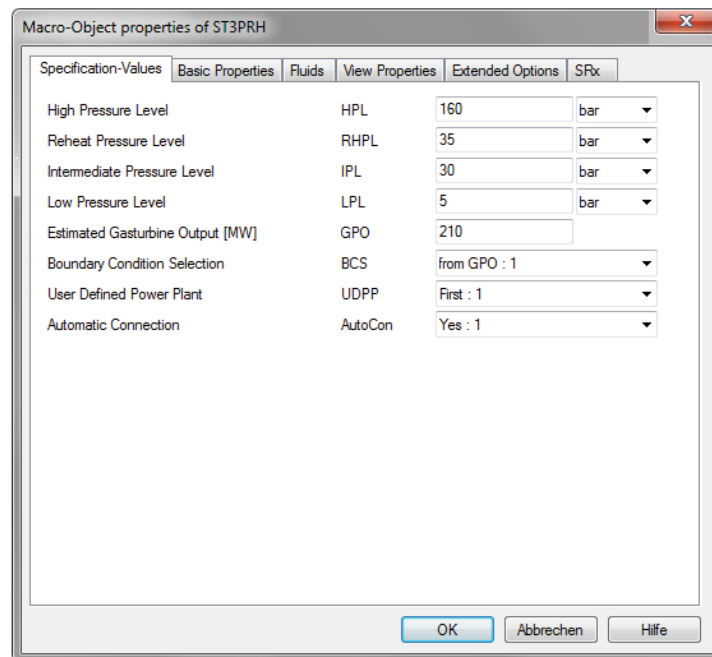 Macro-Object properties of ST3PRH
Specification-Values Basic Properties Fluids View Properties Extended Options SRx
High Pressure Level HPL 160 bar
Reheat Pressure Level RHPL 35 bar
Intermediate Pressure Level IPL 30 bar
Low Pressure Level LPL 5 bar
Estimated Gasturbine Output [MW] GPO 210
Boundary Condition Selection BCS from GPO : 1
User Defined Power Plant UDPP First : 1
Automatic Connection AutoCon Yes : 1
OK Abbrechen Hilfe